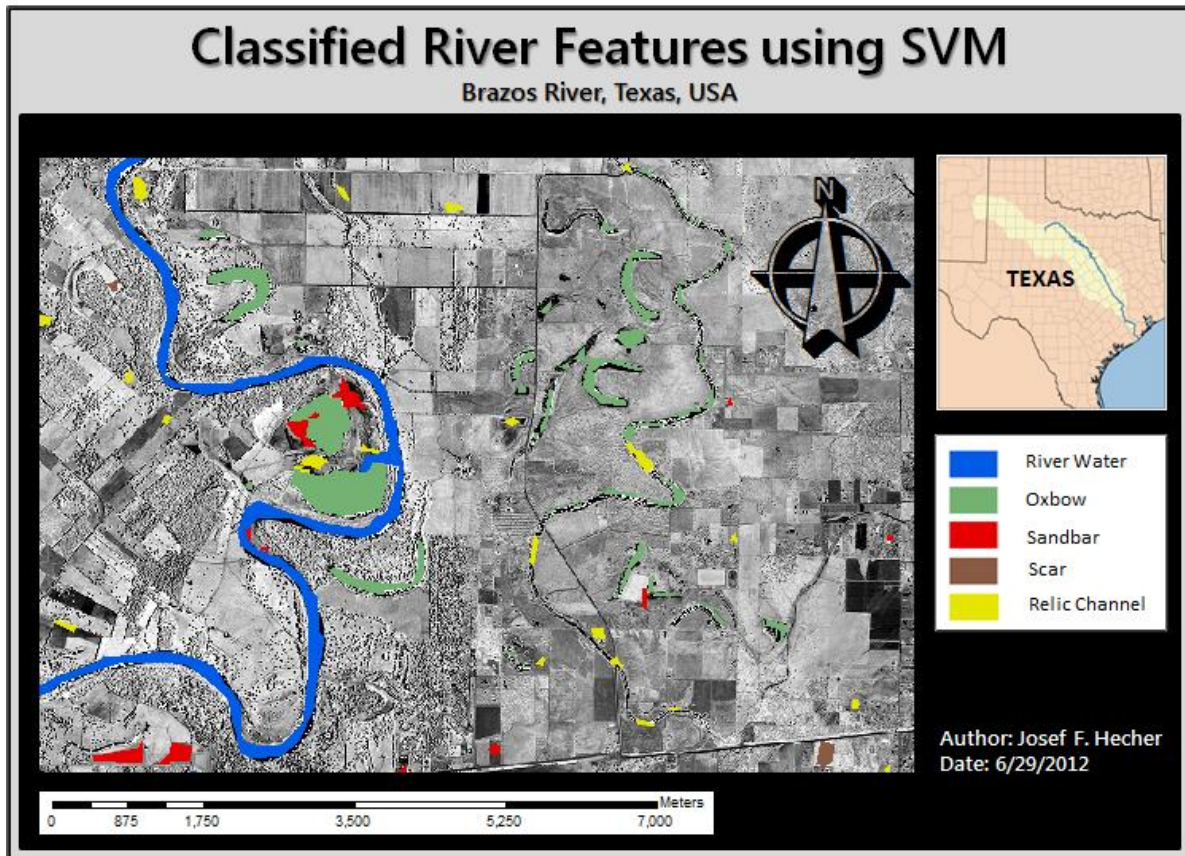 Classified River Features using SVM
Brazos River, Texas, USA
N
TEXAS
River Water
Oxbow
Sandbar
Scar
Relic Channel
Author: Josef F. Hecher
Date: 6/29/2012
Meters
0 875 1,750 3,500 5,250 7,000